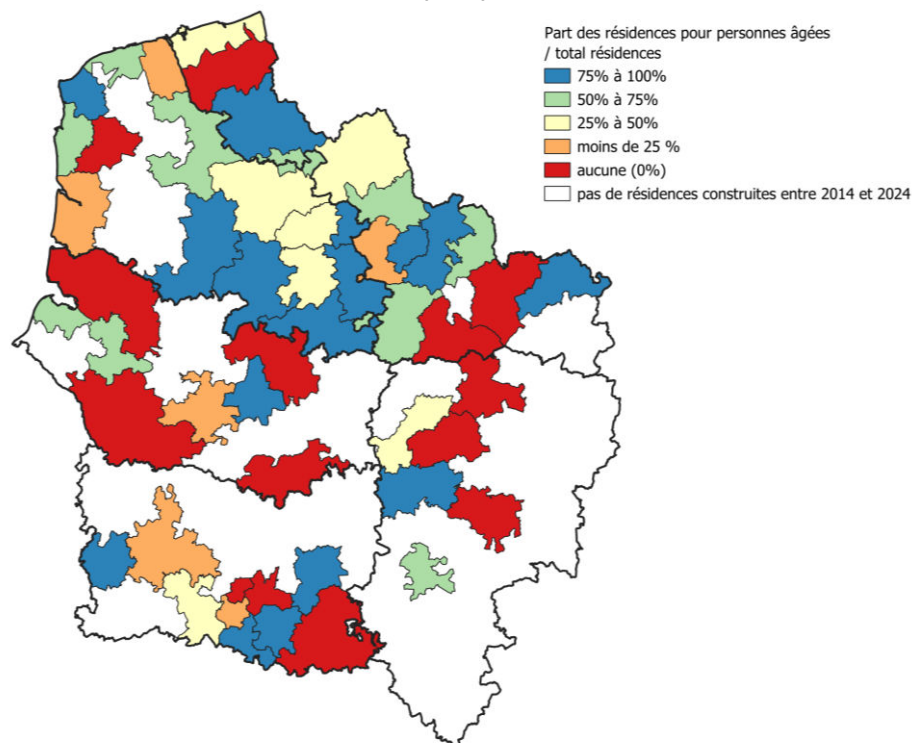 Part des résidences pour personnes âgées
/ total résidences
75% à 100%
50% à 75%
25% à 50%
moins de 25 %
aucune (0%)
pas de résidences construites entre 2014 et 2024